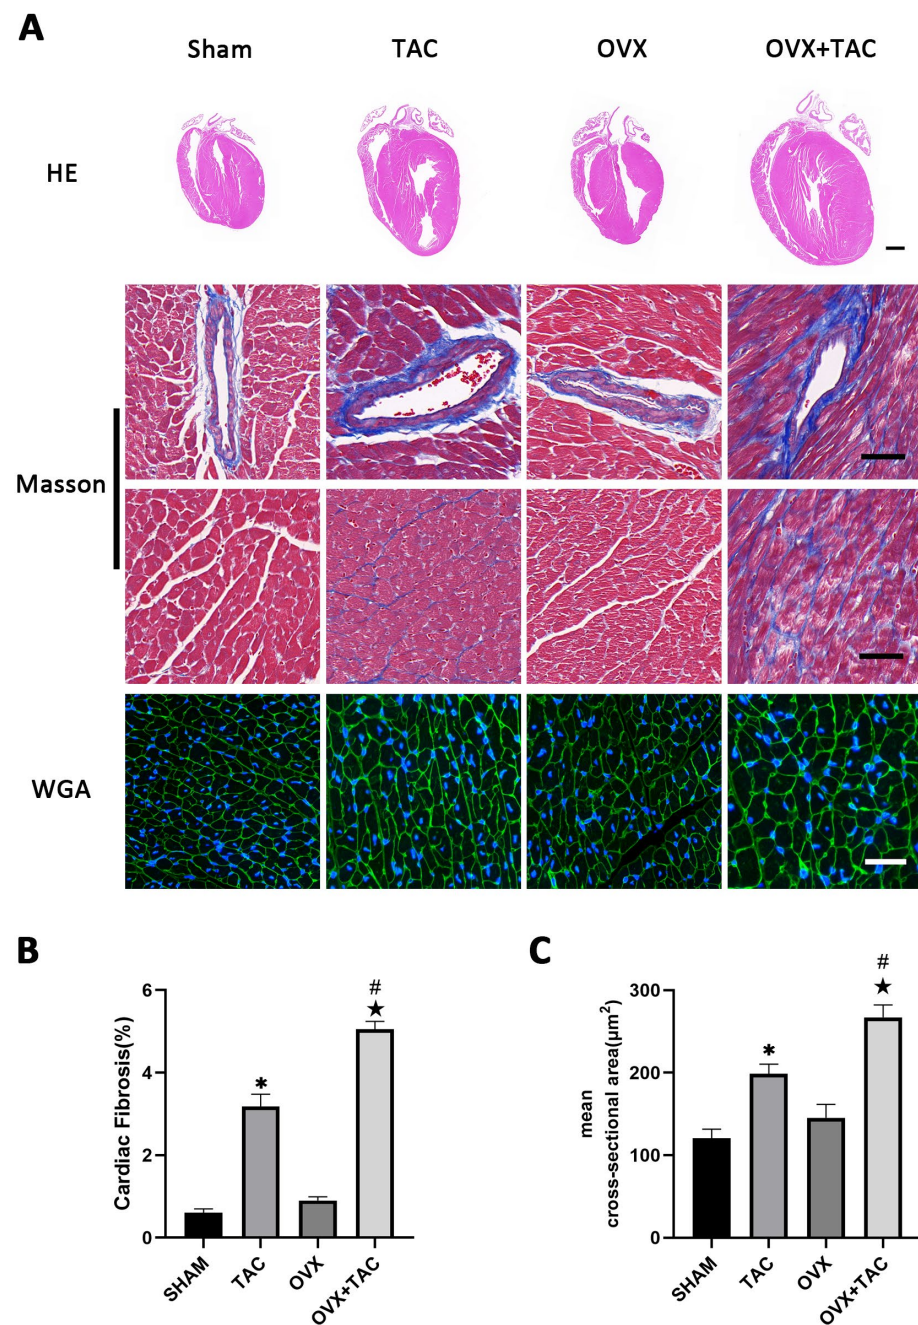 A
Sham TAC OVX OVX+TAC
HE
Masson
WGA
B
Cardiac Fibrosis(%)
6
4
2
0
*
#
★
SHAM TAC OVX OVX+TAC
C
mean
cross-sectional area(μm²)
300
200
100
0
*
#
★
SHAM TAC OVX OVX+TAC